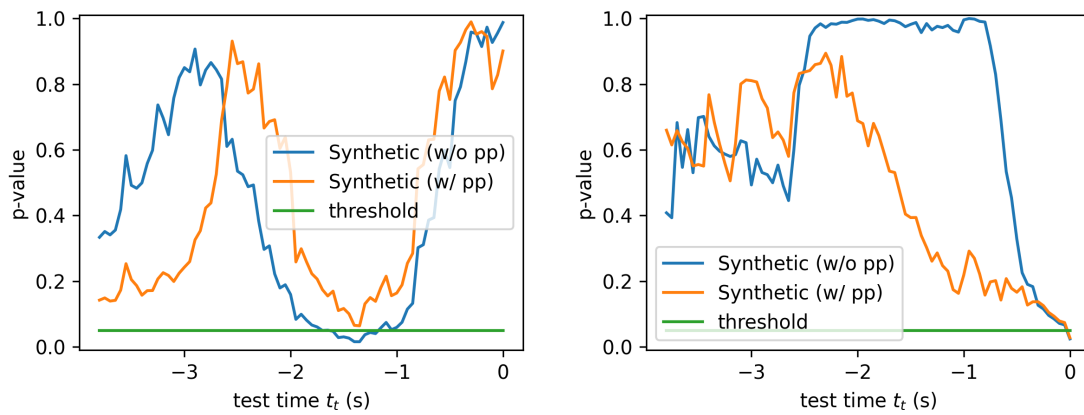 1.0
0.8
0.6
0.4
0.2
0.0
p-value
−3
−2
−1
0
test time t_t (s)
Synthetic (w/o pp)
Synthetic (w/ pp)
threshold
1.0
0.8
0.6
0.4
0.2
0.0
p-value
−3
−2
−1
0
test time t_t (s)
Synthetic (w/o pp)
Synthetic (w/ pp)
threshold